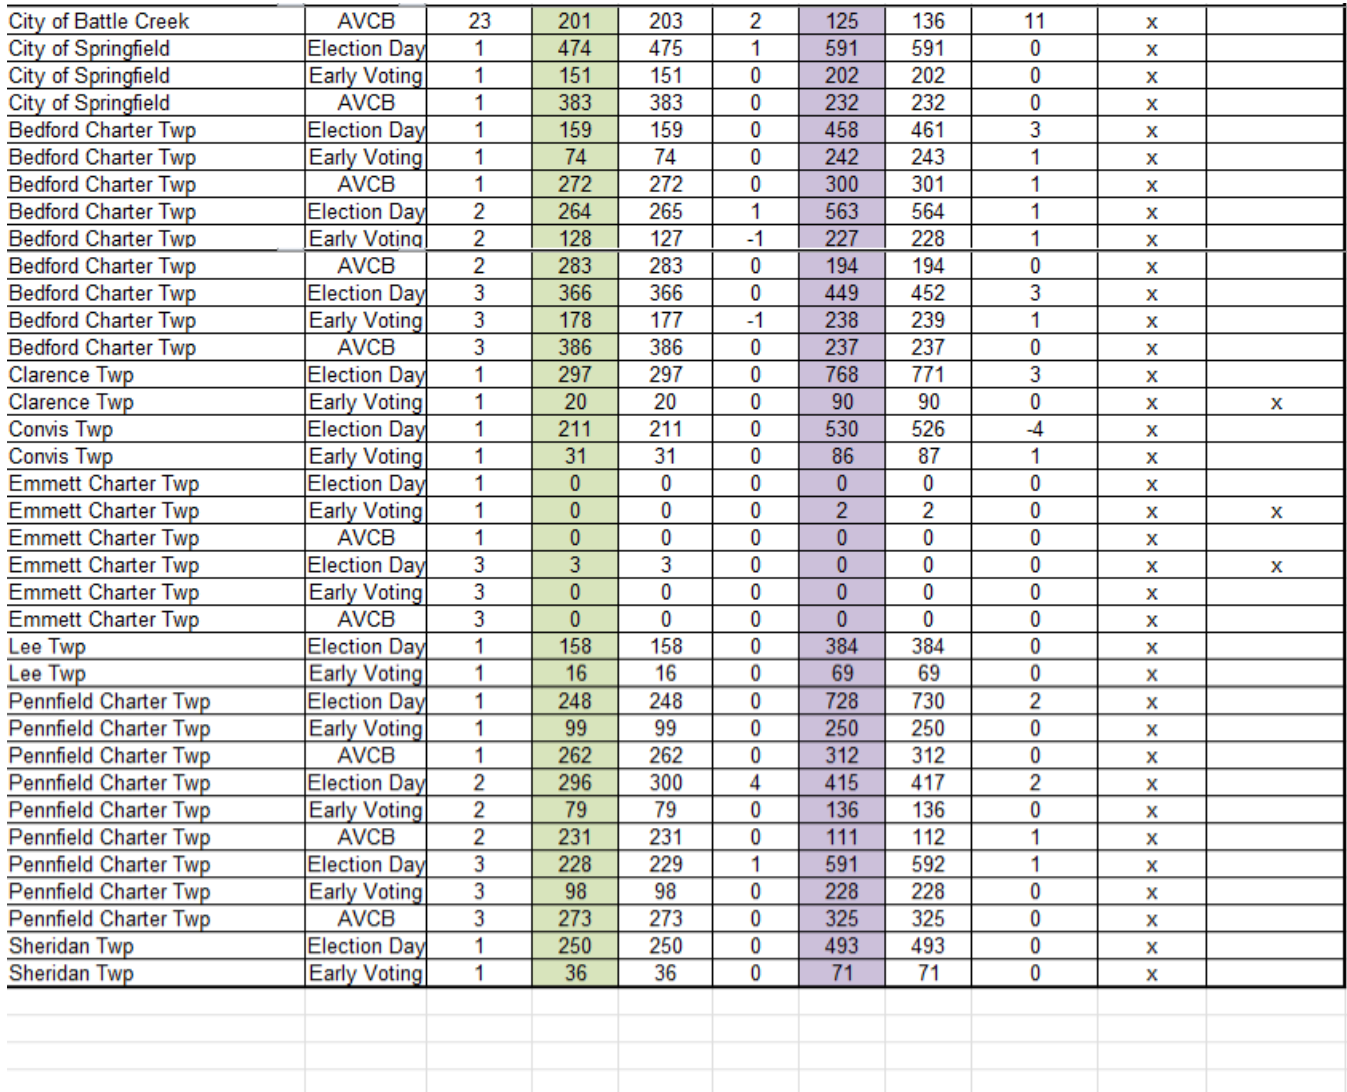 City of Battle Creek AVCB 23 201 203 2 125 136 11 x
City of Springfield Election Day 1 474 475 1 591 591 0 x
City of Springfield Early Voting 1 151 151 0 202 202 0 x
City of Springfield AVCB 1 383 383 0 232 232 0 x
Bedford Charter Twp Election Day 1 159 159 0 458 461 3 x
Bedford Charter Twp Early Voting 1 74 74 0 242 243 1 x
Bedford Charter Twp AVCB 1 272 272 0 300 301 1 x
Bedford Charter Twp Election Day 2 264 265 1 563 564 1 x
Bedford Charter Twp Early Voting 2 128 127 -1 227 228 1 x
Bedford Charter Twp AVCB 2 283 283 0 194 194 0 x
Bedford Charter Twp Election Day 3 366 366 0 449 452 3 x
Bedford Charter Twp Early Voting 3 178 177 -1 238 239 1 x
Bedford Charter Twp AVCB 3 386 386 0 237 237 0 x
Clarence Twp Election Day 1 297 297 0 768 771 3 x
Clarence Twp Early Voting 1 20 20 0 90 90 0 x x
Convis Twp Election Day 1 211 211 0 530 526 -4 x
Convis Twp Early Voting 1 31 31 0 86 87 1 x
Emmett Charter Twp Election Day 1 0 0 0 0 0 0 x
Emmett Charter Twp Early Voting 1 0 0 0 2 2 0 x x
Emmett Charter Twp AVCB 1 0 0 0 0 0 0 x
Emmett Charter Twp Election Day 3 3 3 0 0 0 0 x x
Emmett Charter Twp Early Voting 3 0 0 0 0 0 0 x
Emmett Charter Twp AVCB 3 0 0 0 0 0 0 x
Lee Twp Election Day 1 158 158 0 384 384 0 x
Lee Twp Early Voting 1 16 16 0 69 69 0 x
Pennfield Charter Twp Election Day 1 248 248 0 728 730 2 x
Pennfield Charter Twp Early Voting 1 99 99 0 250 250 0 x
Pennfield Charter Twp AVCB 1 262 262 0 312 312 0 x
Pennfield Charter Twp Election Day 2 296 300 4 415 417 2 x
Pennfield Charter Twp Early Voting 2 79 79 0 136 136 0 x
Pennfield Charter Twp AVCB 2 231 231 0 111 112 1 x
Pennfield Charter Twp Election Day 3 228 229 1 591 592 1 x
Pennfield Charter Twp Early Voting 3 98 98 0 228 228 0 x
Pennfield Charter Twp AVCB 3 273 273 0 325 325 0 x
Sheridan Twp Election Day 1 250 250 0 493 493 0 x
Sheridan Twp Early Voting 1 36 36 0 71 71 0 x